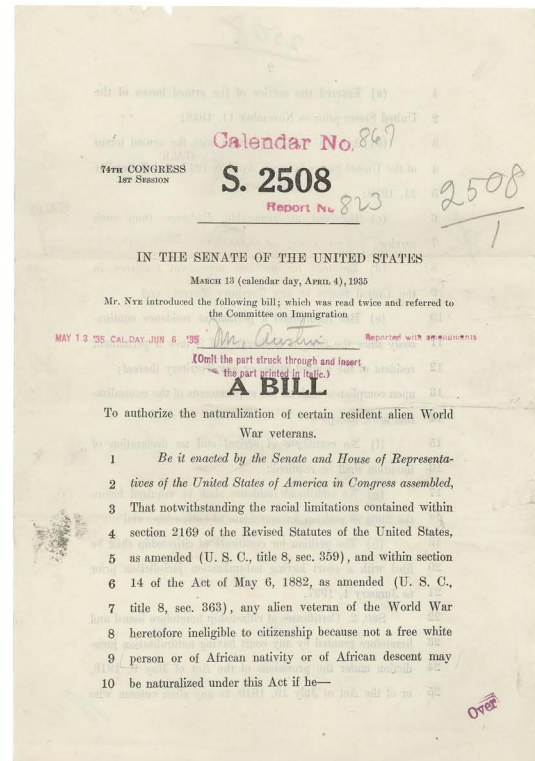 Calendar No. 867
74TH CONGRESS
1ST SESSION
S. 2508
Report No 823
2508
1
IN THE SENATE OF THE UNITED STATES
MARCH 13 (calendar day, APRIL 4), 1935
Mr. NYE introduced the following bill; which was read twice and referred to
the Committee on Immigration
MAY 13 '35 CAL.DAY JUN 6 '35
Mr. Austin
Reported with amendments
(Omit the part struck through and insert
the part printed in italic.)
A BILL
To authorize the naturalization of certain resident alien World
War veterans.
1 Be it enacted by the Senate and House of Representa-
2 tives of the United States of America in Congress assembled,
3 That notwithstanding the racial limitations contained within
4 section 2169 of the Revised Statutes of the United States,
5 as amended (U. S. C., title 8, sec. 359), and within section
6 14 of the Act of May 6, 1882, as amended (U. S. C.,
7 title 8, sec. 363), any alien veteran of the World War
8 heretofore ineligible to citizenship because not a free white
9 person or of African nativity or of African descent may
10 be naturalized under this Act if he—
Over